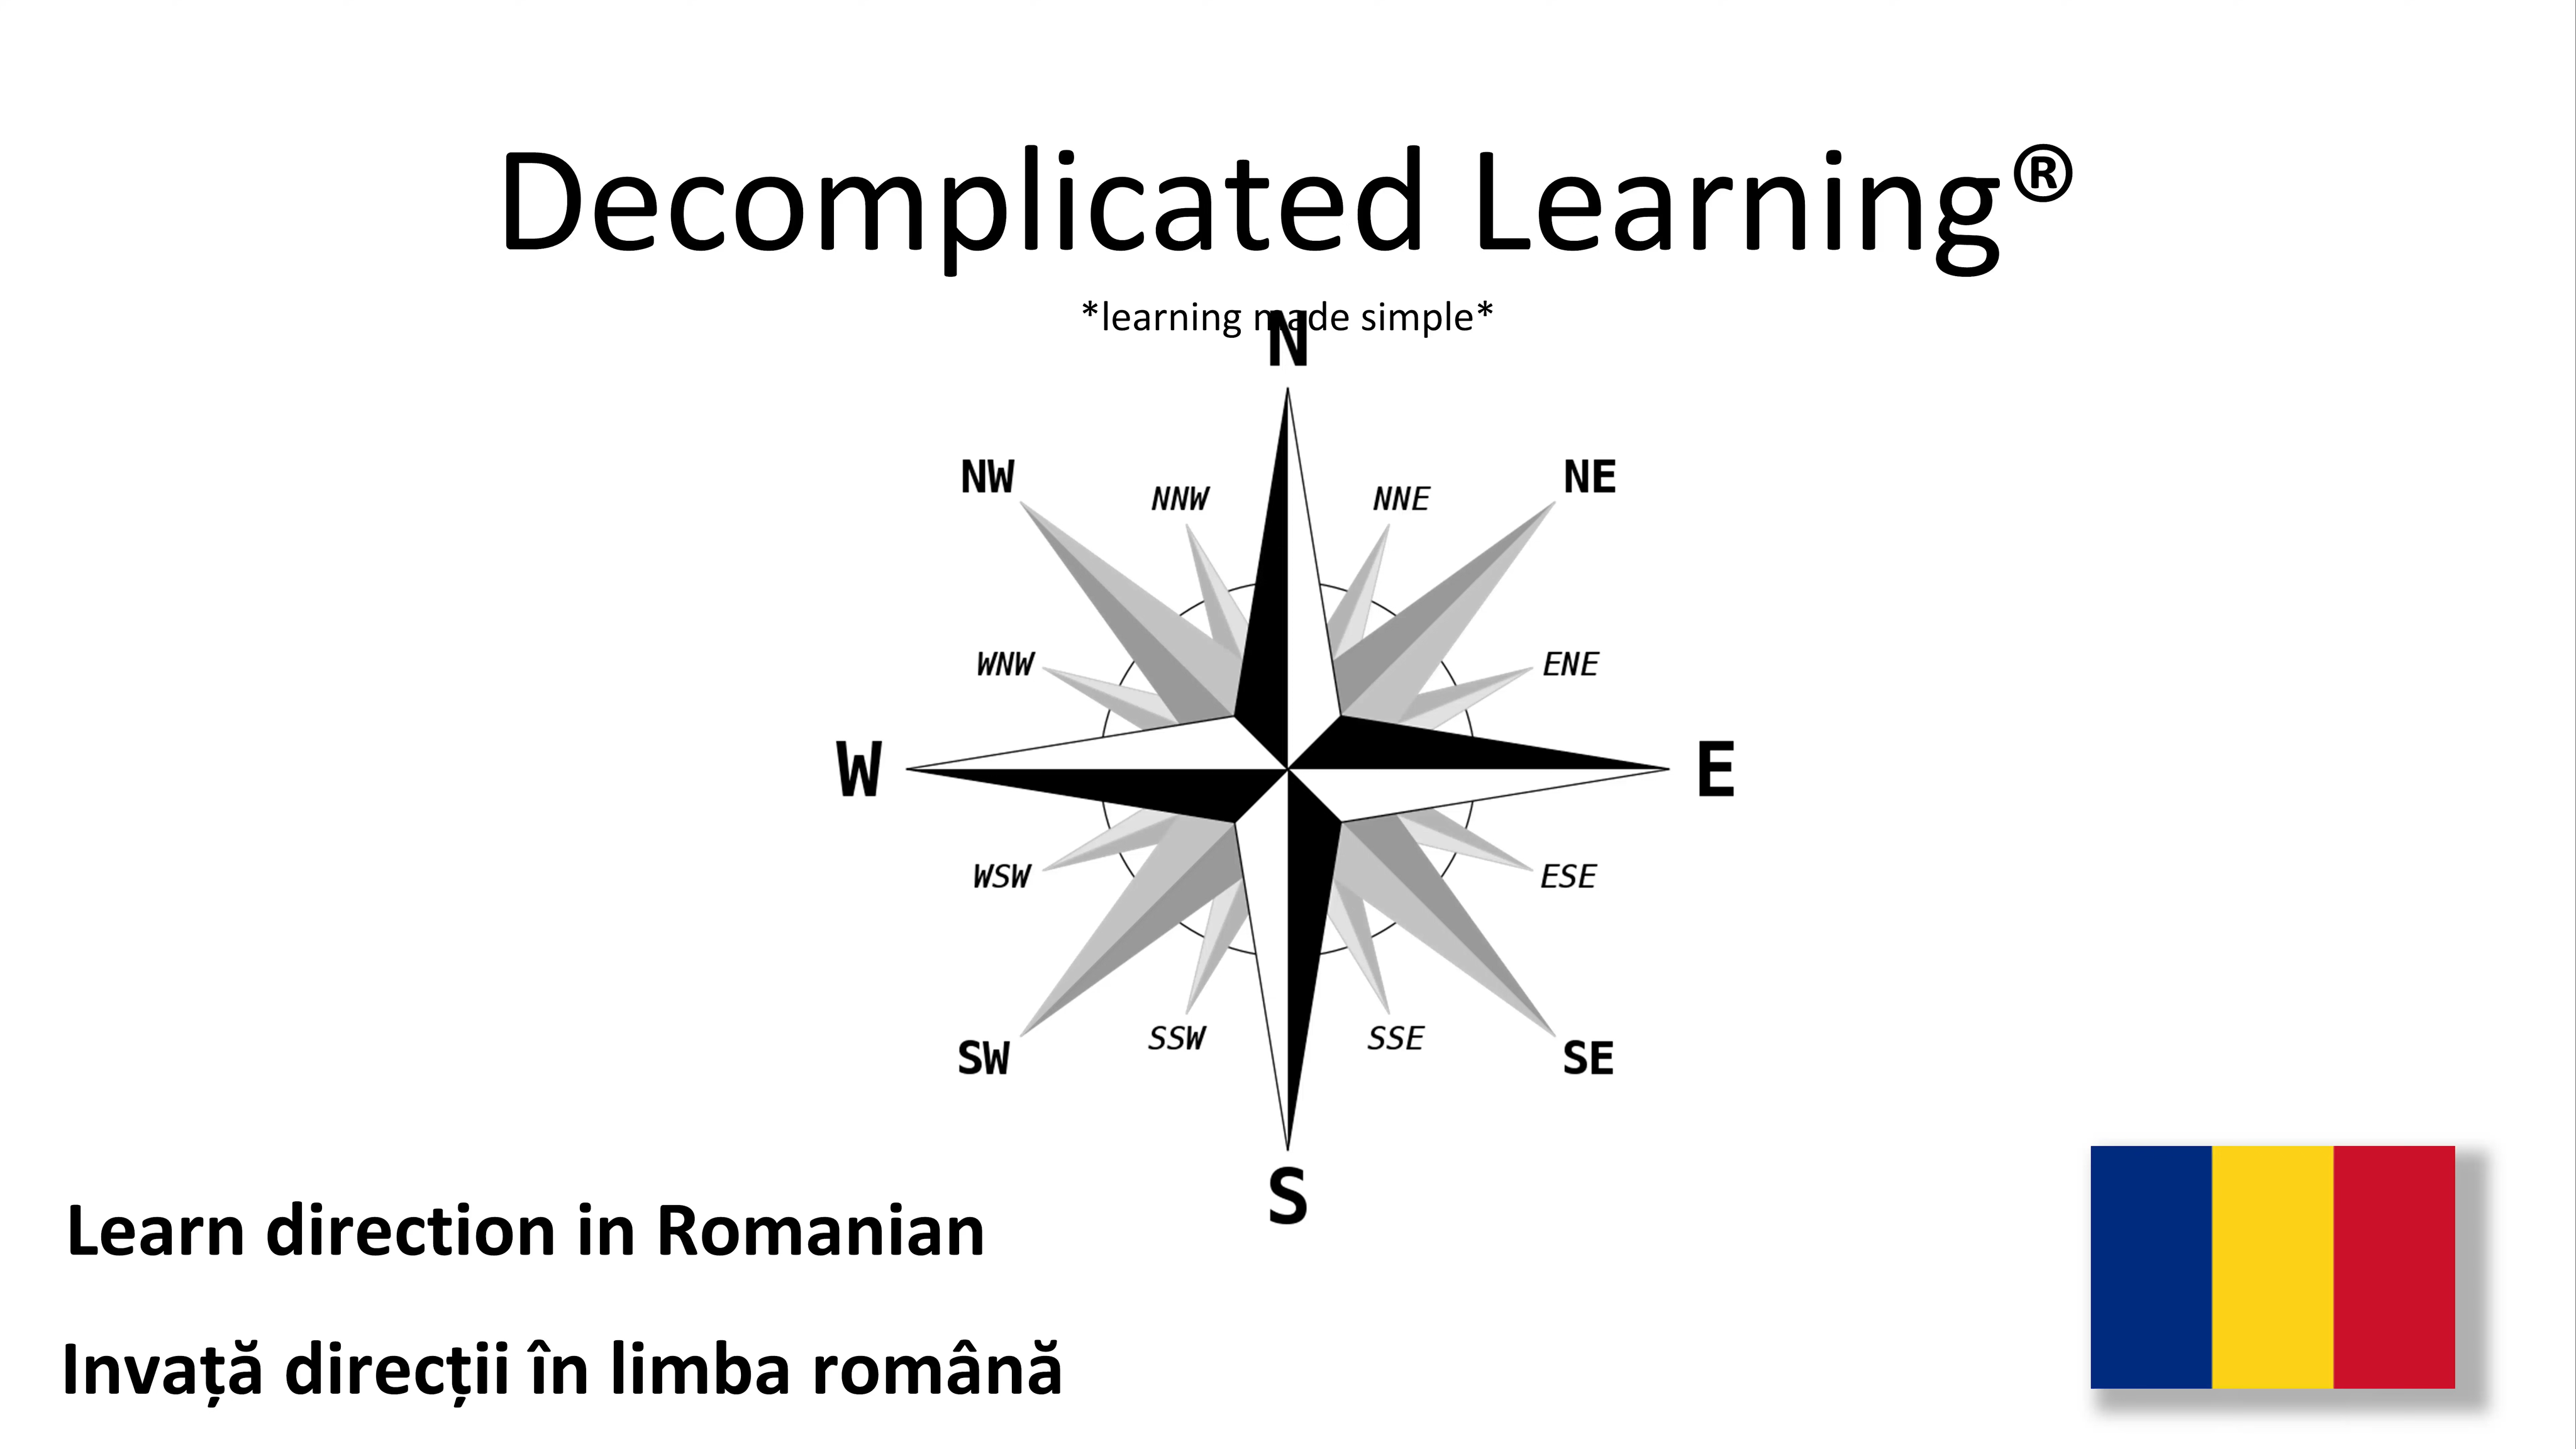 Decomplicated Learning®
*learning made simple*
N
NW
NNW
NNE
NE
WNW
ENE
W
E
WSW
ESE
SW
SSW
SSE
SE
S
Learn direction in Romanian
Invață direcții în limba română